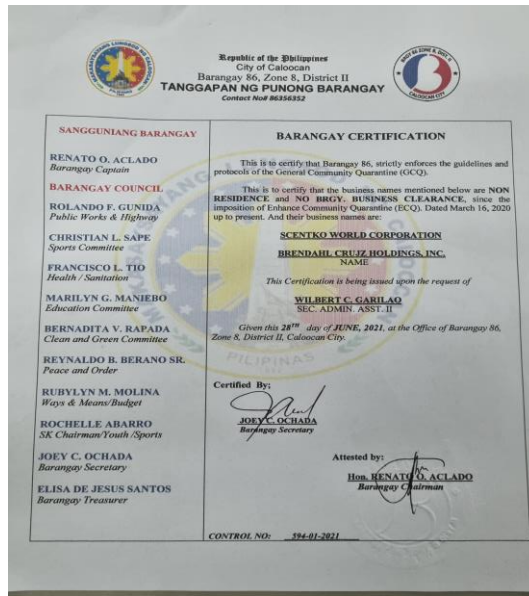 Republic of the Philippines
City of Caloocan
Barangay 86, Zone 8, District II
TANGGAPAN NG PUNONG BARANGAY
Contact No# 86356352
BRGY 86 ZONE 8, DIST. II
CALOOCAN CITY
SANGGUNIANG BARANGAY
RENATO O. ACLADO
Barangay Captain
BARANGAY COUNCIL
ROLANDO F. GUNIDA
Public Works & Highway
CHRISTIAN L. SAPE
Sports Committee
FRANCISCO L. TIO
Health / Sanitation
MARILYN G. MANIEBO
Education Committee
BERNADITA V. RAPADA
Clean and Green Committee
REYNALDO B. BERANO SR.
Peace and Order
RUBYLYN M. MOLINA
Ways & Means/Budget
ROCHELLE ABARRO
SK Chairman/Youth /Sports
JOEY C. OCHADA
Barangay Secretary
ELISA DE JESUS SANTOS
Barangay Treasurer
BARANGAY CERTIFICATION
This is to certify that Barangay 86, strictly enforces the guidelines and
protocols of the General Community Quarantine (GCQ).
This is to certify that the business names mentioned below are NON
RESIDENCE and NO BRGY. BUSINESS CLEARANCE, since the
imposition of Enhance Community Quarantine (ECQ). Dated March 16, 2020
up to present. And their business names are:
SCENTKO WORLD CORPORATION
BRENDAHL CRUJZ HOLDINGS, INC.
NAME
This Certification is being issued upon the request of
WILBERT C. GARILAO
SEC. ADMIN. ASST. II
Given this 28TH day of JUNE, 2021, at the Office of Barangay 86,
Zone 8, District II, Caloocan City.
PILIPINAS
Certified By;
JOEY C. OCHADA
Barangay Secretary
Attested by:
Hon. RENATO O. ACLADO
Barangay Chairman
CONTROL NO: 594-01-2021